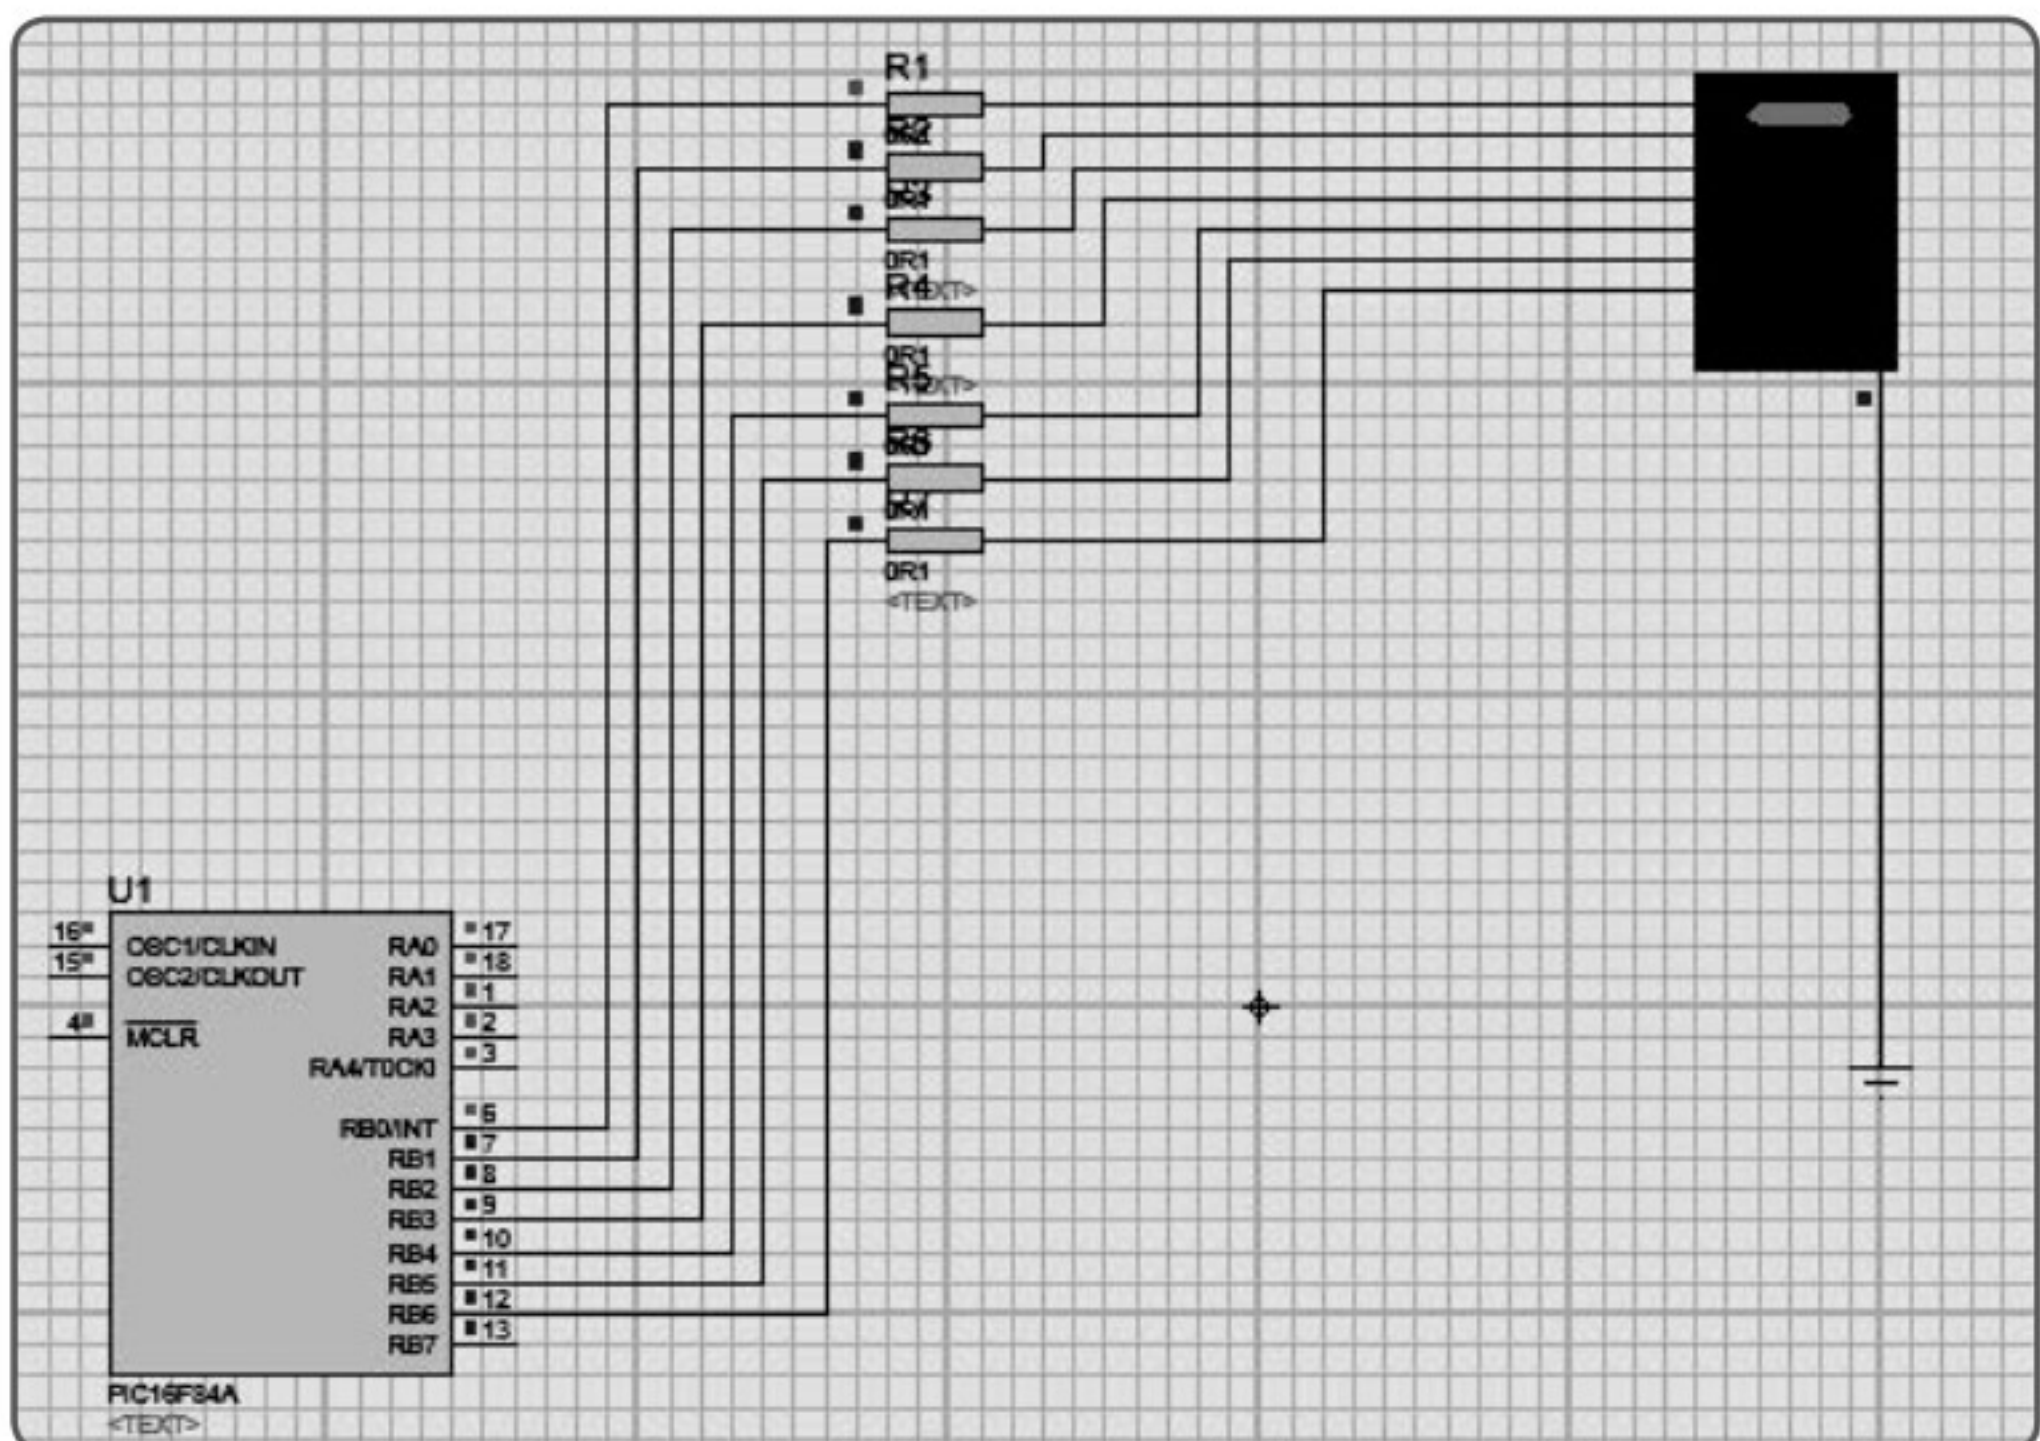 R1
0R1
R4
0R1
0R1
<TEXT>
U1
16
OSC1/CLKIN
RA0
17
15
OSC2/CLKOUT
RA1
18
RA2
1
4
MCLR
RA3
2
RA4/T0CKI
3
RB0/INT
6
RB1
7
RB2
8
RB3
9
RB4
10
RB5
11
RB6
12
RB7
13
PIC16F84A
<TEXT>